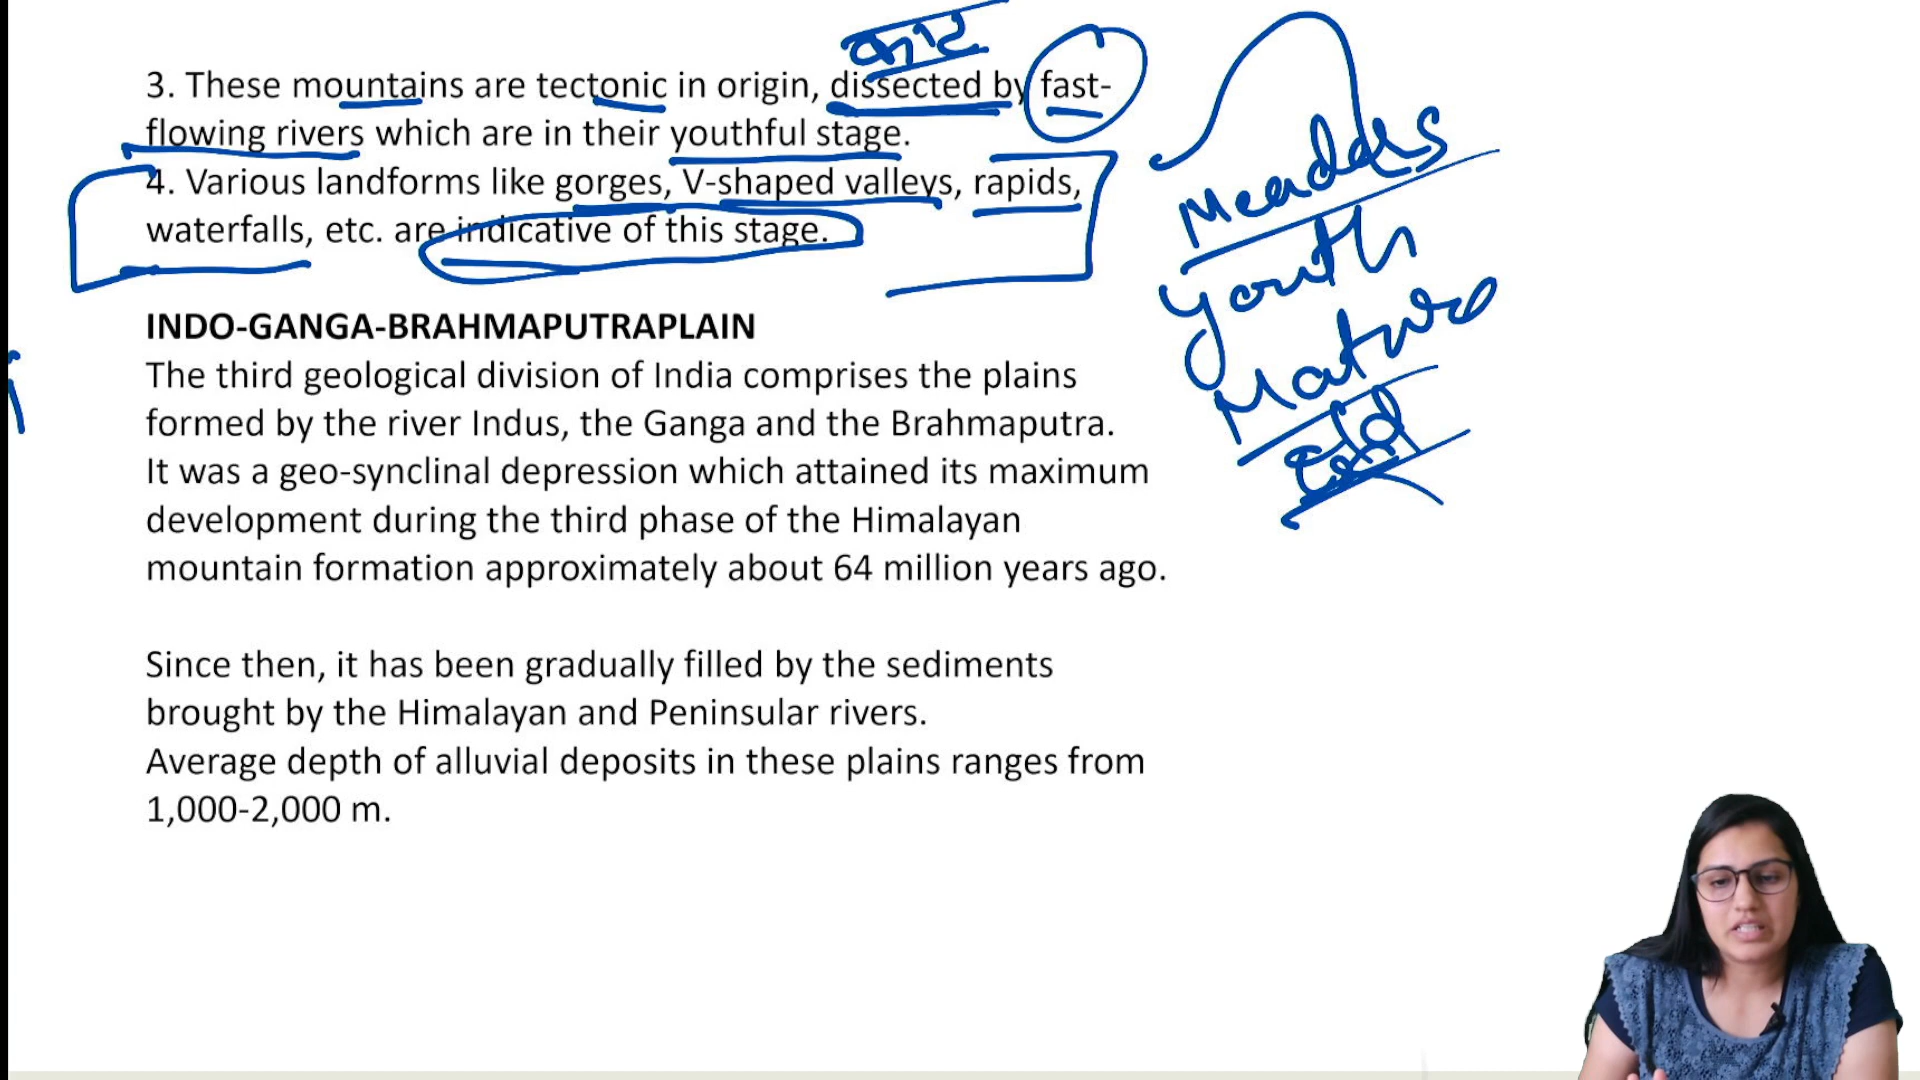 काट
3. These mountains are tectonic in origin, dissected by fast-
flowing rivers which are in their youthful stage.
4. Various landforms like gorges, V-shaped valleys, rapids,
waterfalls, etc. are indicative of this stage.
Youth
Mature
old
INDO-GANGA-BRAHMAPUTRAPLAIN
The third geological division of India comprises the plains
formed by the river Indus, the Ganga and the Brahmaputra.
It was a geo-synclinal depression which attained its maximum
development during the third phase of the Himalayan
mountain formation approximately about 64 million years ago.
Since then, it has been gradually filled by the sediments
brought by the Himalayan and Peninsular rivers.
Average depth of alluvial deposits in these plains ranges from
1,000-2,000 m.